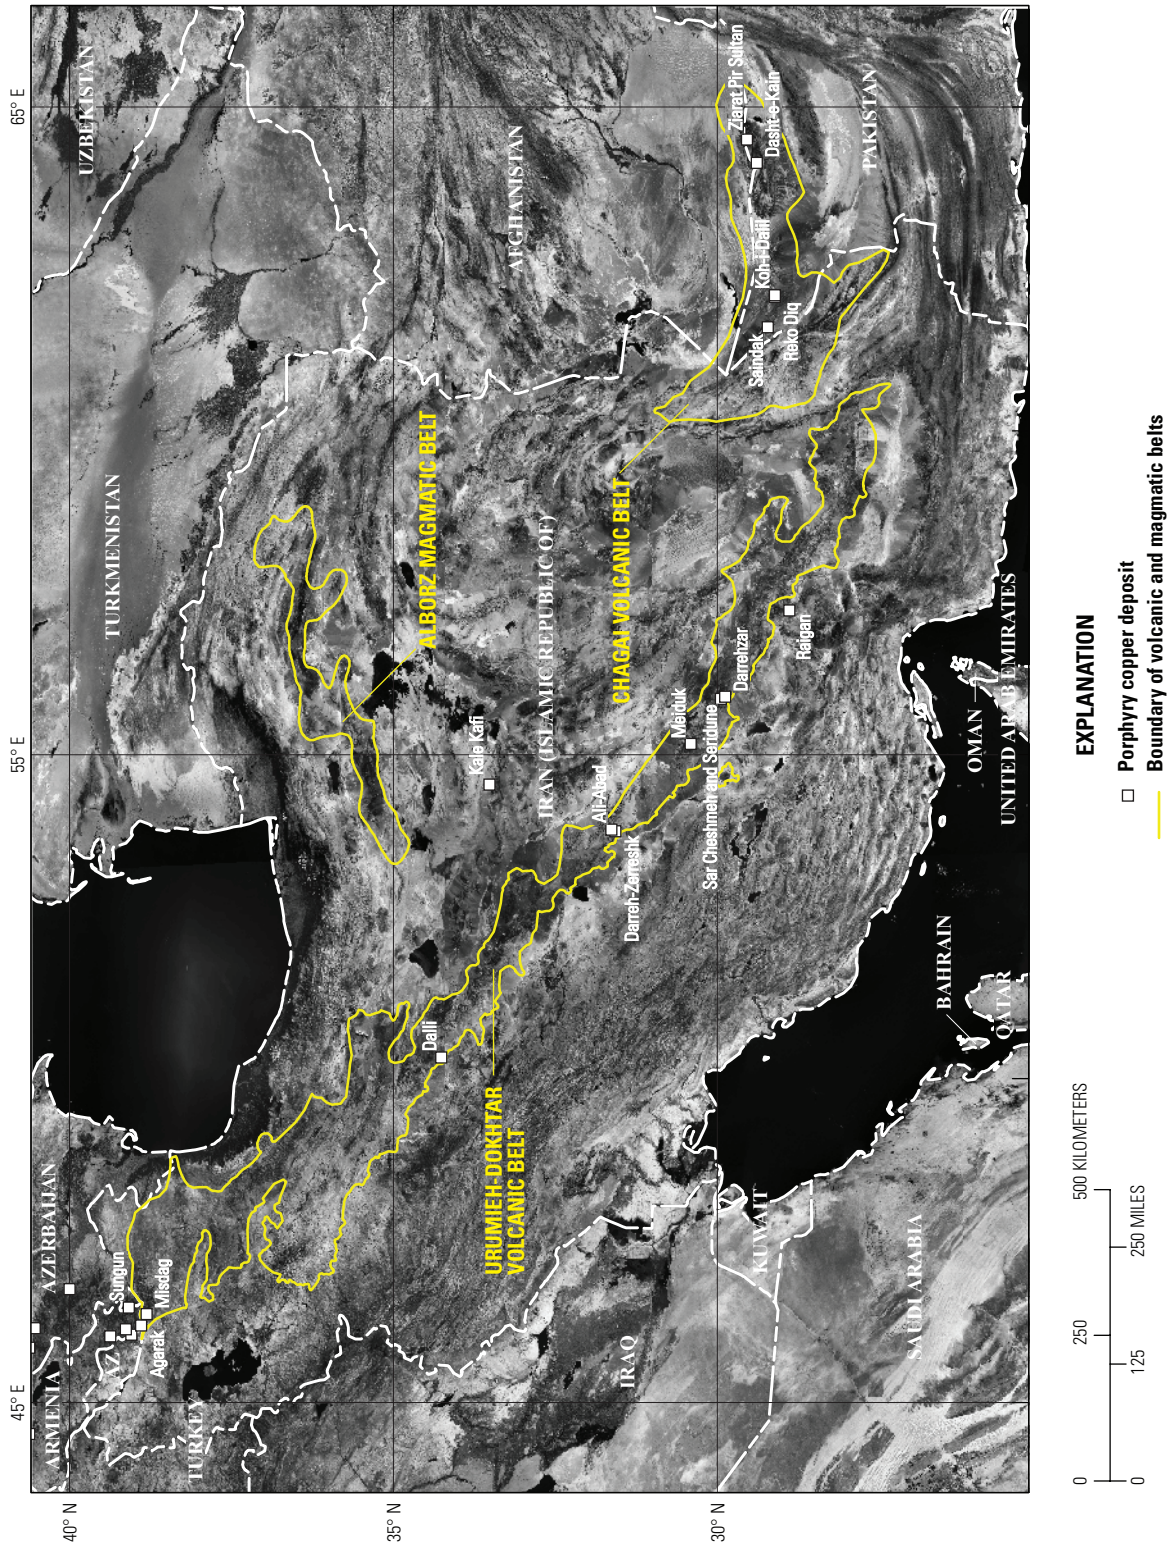 45° E
55° E
65° E
40° N
35° N
30° N
ARMENIA
AZERBAIJAN
AZ
TURKEY
Sungun
Misdag
Agarak
TURKMENISTAN
UZBEKISTAN
ALBORZ MAGMATIC BELT
Dalli
Kale Kafi
AFGHANISTAN
URUMIEH-DOKHTAR
VOLCANIC BELT
IRAN (ISLAMIC REPUBLIC OF)
Ali-Abad
Darreh-Zerreshk
CHAGAI VOLCANIC BELT
IRAQ
Meiduk
Sar Cheshmeh and Seridune
Darrehzar
Raigan
Saindak
Reko Diq
Koh-i-Dalil
Ziarat Pir Sultan
Dasht-e-Kain
PAKISTAN
KUWAIT
SAUDI ARABIA
BAHRAIN
QATAR
OMAN
UNITED ARAB EMIRATES
0
250
500 KILOMETERS
0
125
250 MILES
EXPLANATION
Porphyry copper deposit
Boundary of volcanic and magmatic belts